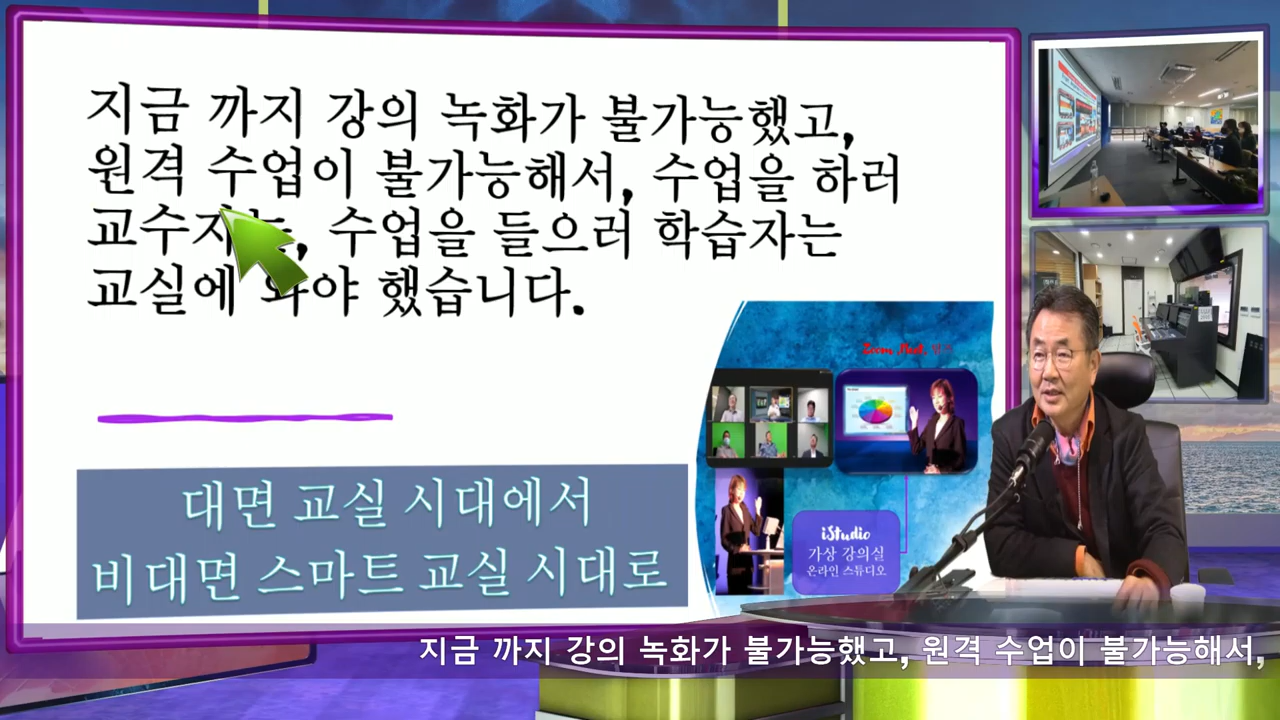 지금 까지 강의 녹화가 불가능했고,
원격 수업이 불가능해서, 수업을 하러
교수자는, 수업을 들으러 학습자는
교실에 와야 했습니다.
대면 교실 시대에서
비대면 스마트 교실 시대로
iStudio
가상 강의실
온라인 스튜디오
지금 까지 강의 녹화가 불가능했고, 원격 수업이 불가능해서,